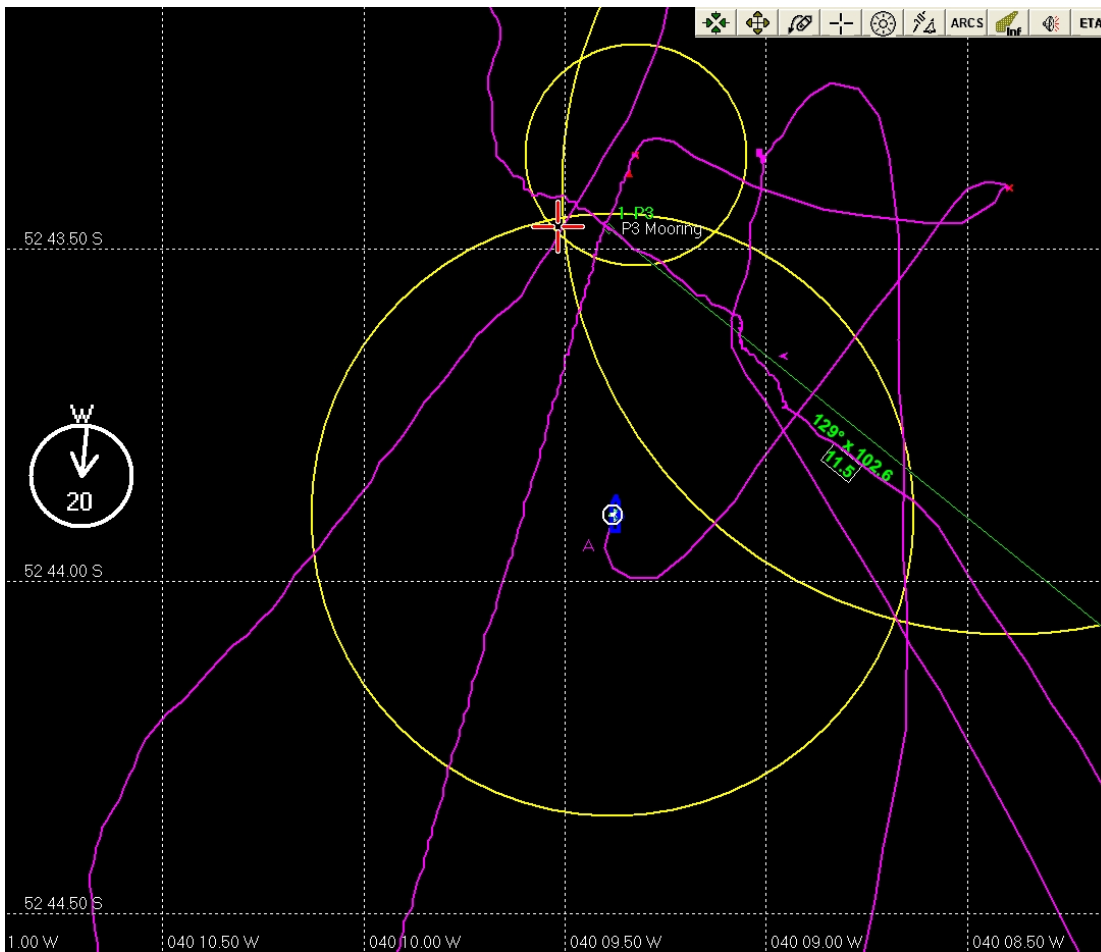 ARCS Inf ETA
1 P3
P3 Mooring
52 43.50 S
W
20
129° x 102.6
11.5
52 44.00 S
52 44.50 S
1.00 W 040 10.50 W 040 10.00 W 040 09.50 W 040 09.00 W 040 08.50 W